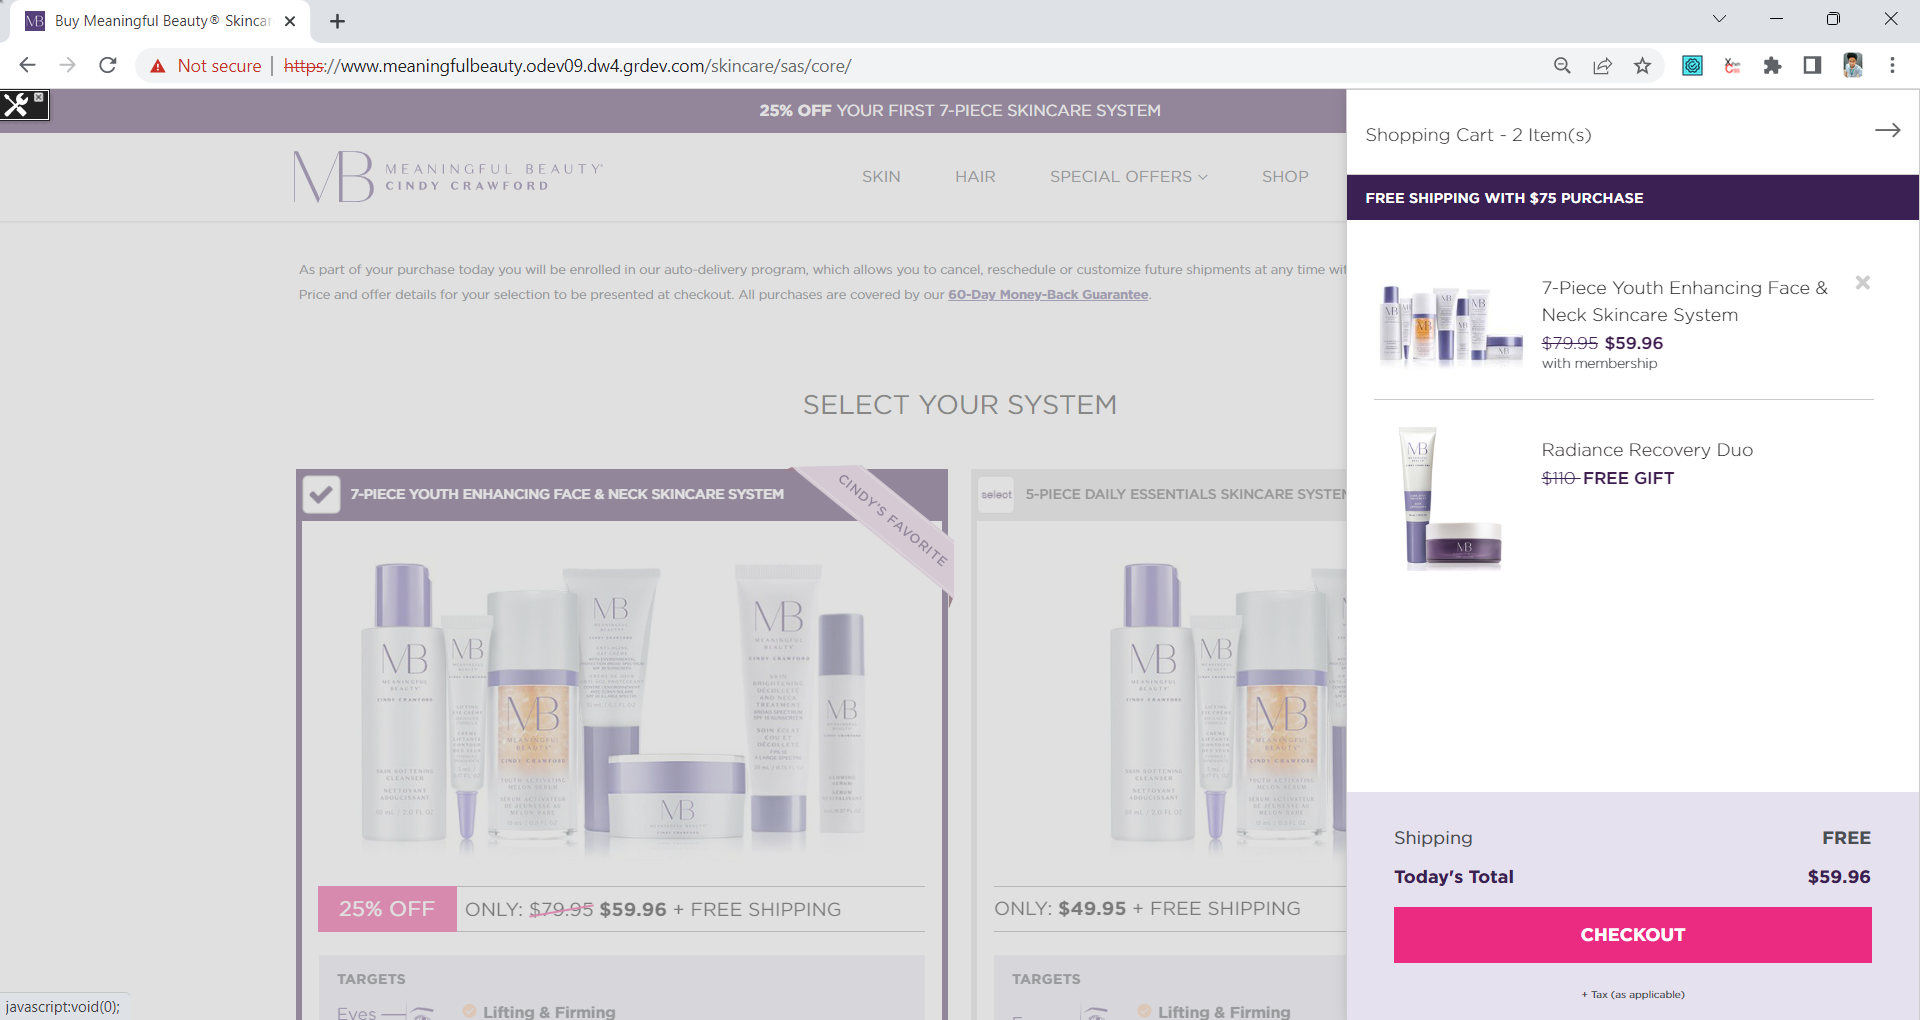 Buy Meaningful Beauty® Skincar
Not secure
https://www.meaningfulbeauty.odev09.dw4.grdev.com/skincare/sas/core/
25% OFF YOUR FIRST 7-PIECE SKINCARE SYSTEM
MB MEANINGFUL BEAUTY
CINDY CRAWFORD
SKIN
HAIR
SPECIAL OFFERS
SHOP
As part of your purchase today you will be enrolled in our auto-delivery program, which allows you to cancel, reschedule or customize future shipments at any time wi
Price and offer details for your selection to be presented at checkout. All purchases are covered by our 60-Day Money-Back Guarantee.
SELECT YOUR SYSTEM
7-PIECE YOUTH ENHANCING FACE & NECK SKINCARE SYSTEM
CINDY'S FAVORITE
25% OFF
ONLY: $79.95 $59.96 + FREE SHIPPING
TARGETS
Eyes
Lifting & Firming
select
5-PIECE DAILY ESSENTIALS SKINCARE SYSTEM
ONLY: $49.95 + FREE SHIPPING
TARGETS
Lifting & Firming
Shopping Cart - 2 Item(s)
FREE SHIPPING WITH $75 PURCHASE
7-Piece Youth Enhancing Face &
Neck Skincare System
$79.95 $59.96
with membership
Radiance Recovery Duo
$110 FREE GIFT
Shipping
FREE
Today's Total
$59.96
CHECKOUT
+ Tax (as applicable)
javascript:void(0);